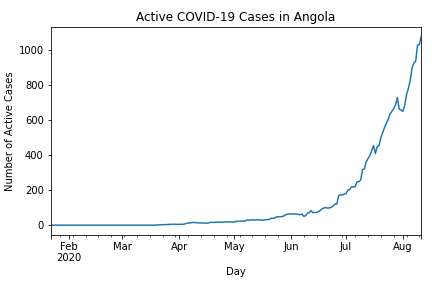 Active COVID-19 Cases in Angola
1000
800
600
400
200
0
Number of Active Cases
Feb Mar Apr May Jun Jul Aug
2020
Day